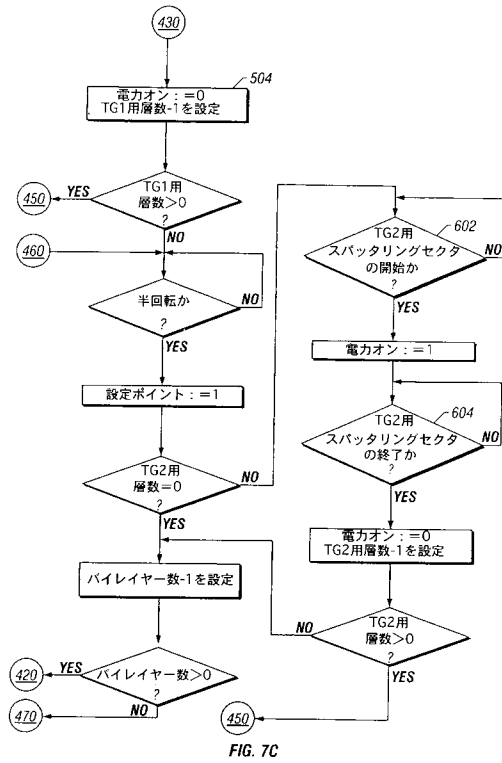 430
504
電力オン：=0
TG1用層数-1を設定
450
YES
TG1用
層数>0
?
NO
460
半回転か
?
NO
YES
設定ポイント：=1
TG2用
層数=0
?
NO
YES
バイレイヤー数-1を設定
420
YES
バイレイヤー数>0
?
470
NO
602
TG2用
スパッタリングセクタ
の開始か
?
NO
YES
電力オン：=1
604
TG2用
スパッタリングセクタ
の終了か
?
NO
YES
電力オン：=0
TG2用層数-1を設定
NO
TG2用
層数>0
?
YES
450
FIG. 7C